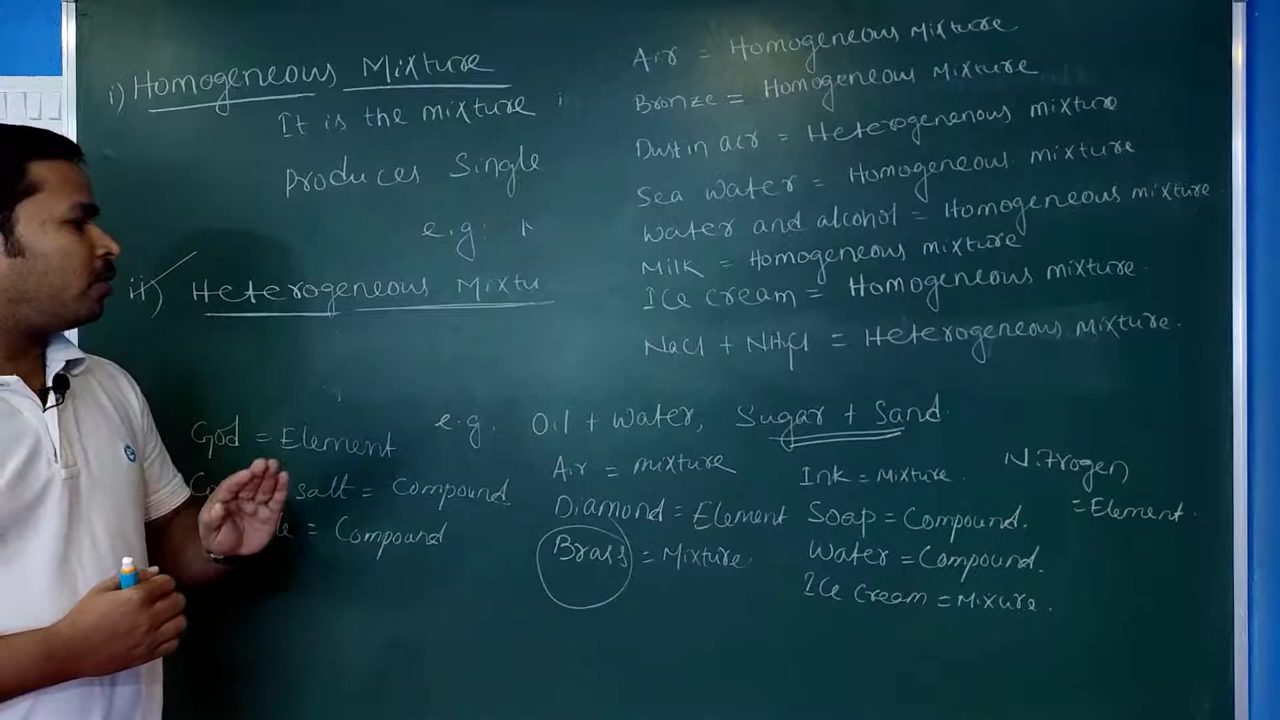 i) Homogeneous Mixture
It is the mixture i
produces Single
e.g:
ii) Heterogeneous Mixtu
Air = Homogeneous Mixture
Bronze = Homogeneous Mixture
Dust in air = Heterogenenous mixture
Sea water = Homogeneous mixture
water and alcohol = Homogeneous mixture.
Milk = Homogeneous mixture
Ice cream = Homogeneous mixture.
NaCl + NH4Cl = Heterogeneous mixture.
e.g. Oil + water, Sugar + Sand
God = Element
salt = Compound
= Compound
Air = mixture
Diamond = Element
Brass = Mixture.
Ink = Mixture.
Soap = Compound.
Water = Compound.
Ice cream = Mixure.
Nitrogen
= Element.